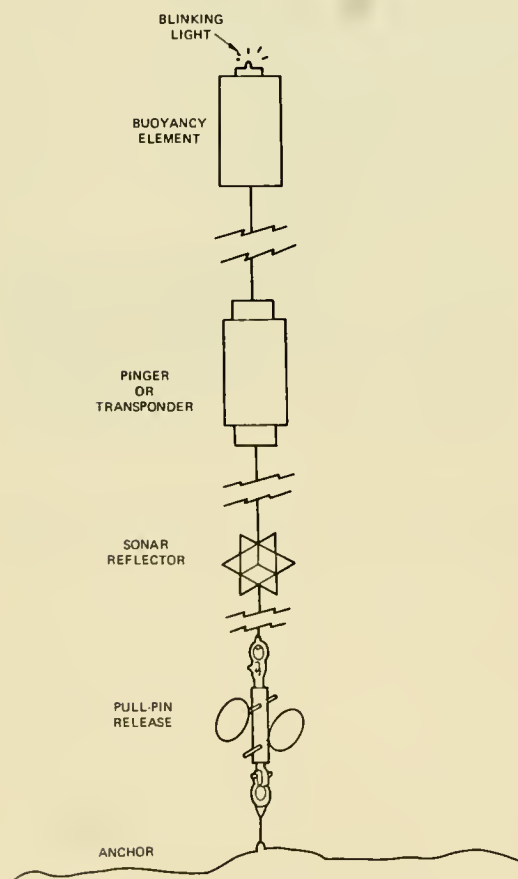 BLINKING
LIGHT
BUOYANCY
ELEMENT
PINGER
OR
TRANSPONDER
SONAR
REFLECTOR
PULL-PIN
RELEASE
ANCHOR